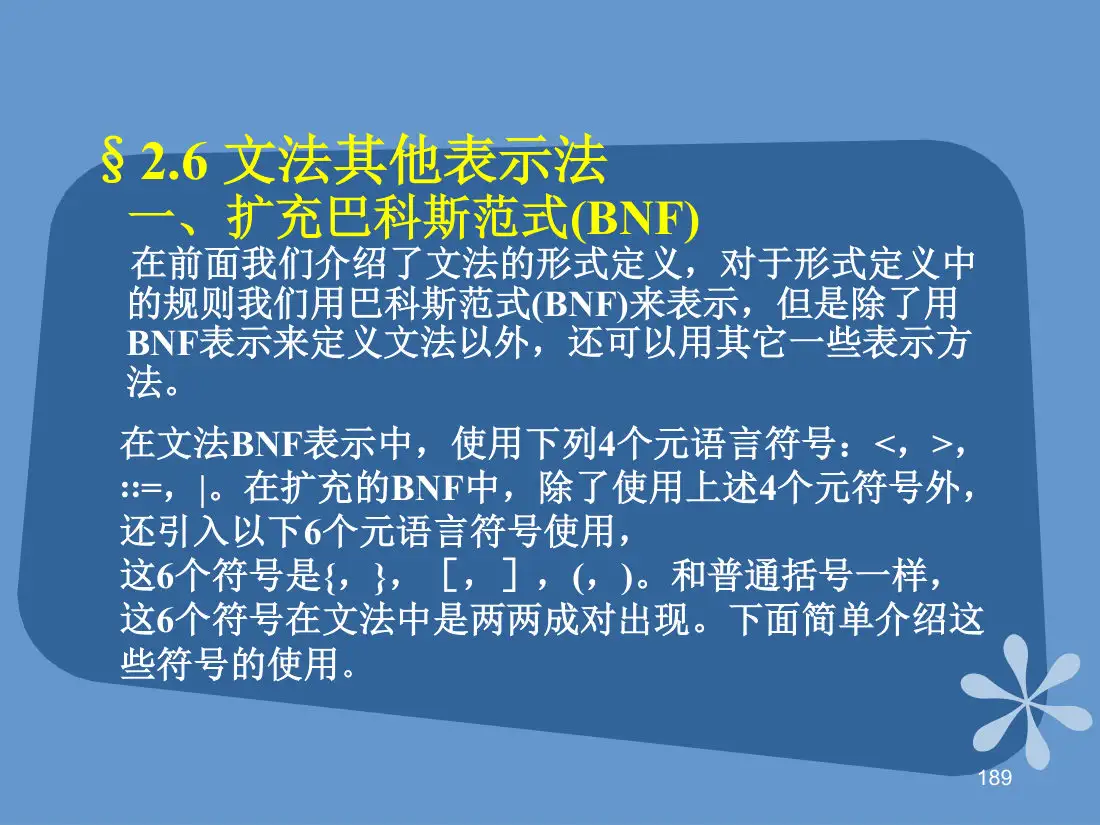 §2.6 文法其他表示法
一、扩充巴科斯范式(BNF)
在前面我们介绍了文法的形式定义，对于形式定义中
的规则我们用巴科斯范式(BNF)来表示，但是除了用
BNF表示来定义文法以外，还可以用其它一些表示方
法。
在文法BNF表示中，使用下列4个元语言符号：<，>，
::=，|。在扩充的BNF中，除了使用上述4个元符号外，
还引入以下6个元语言符号使用，
这6个符号是{，}，［，］，(，)。和普通括号一样，
这6个符号在文法中是两两成对出现。下面简单介绍这
些符号的使用。
189